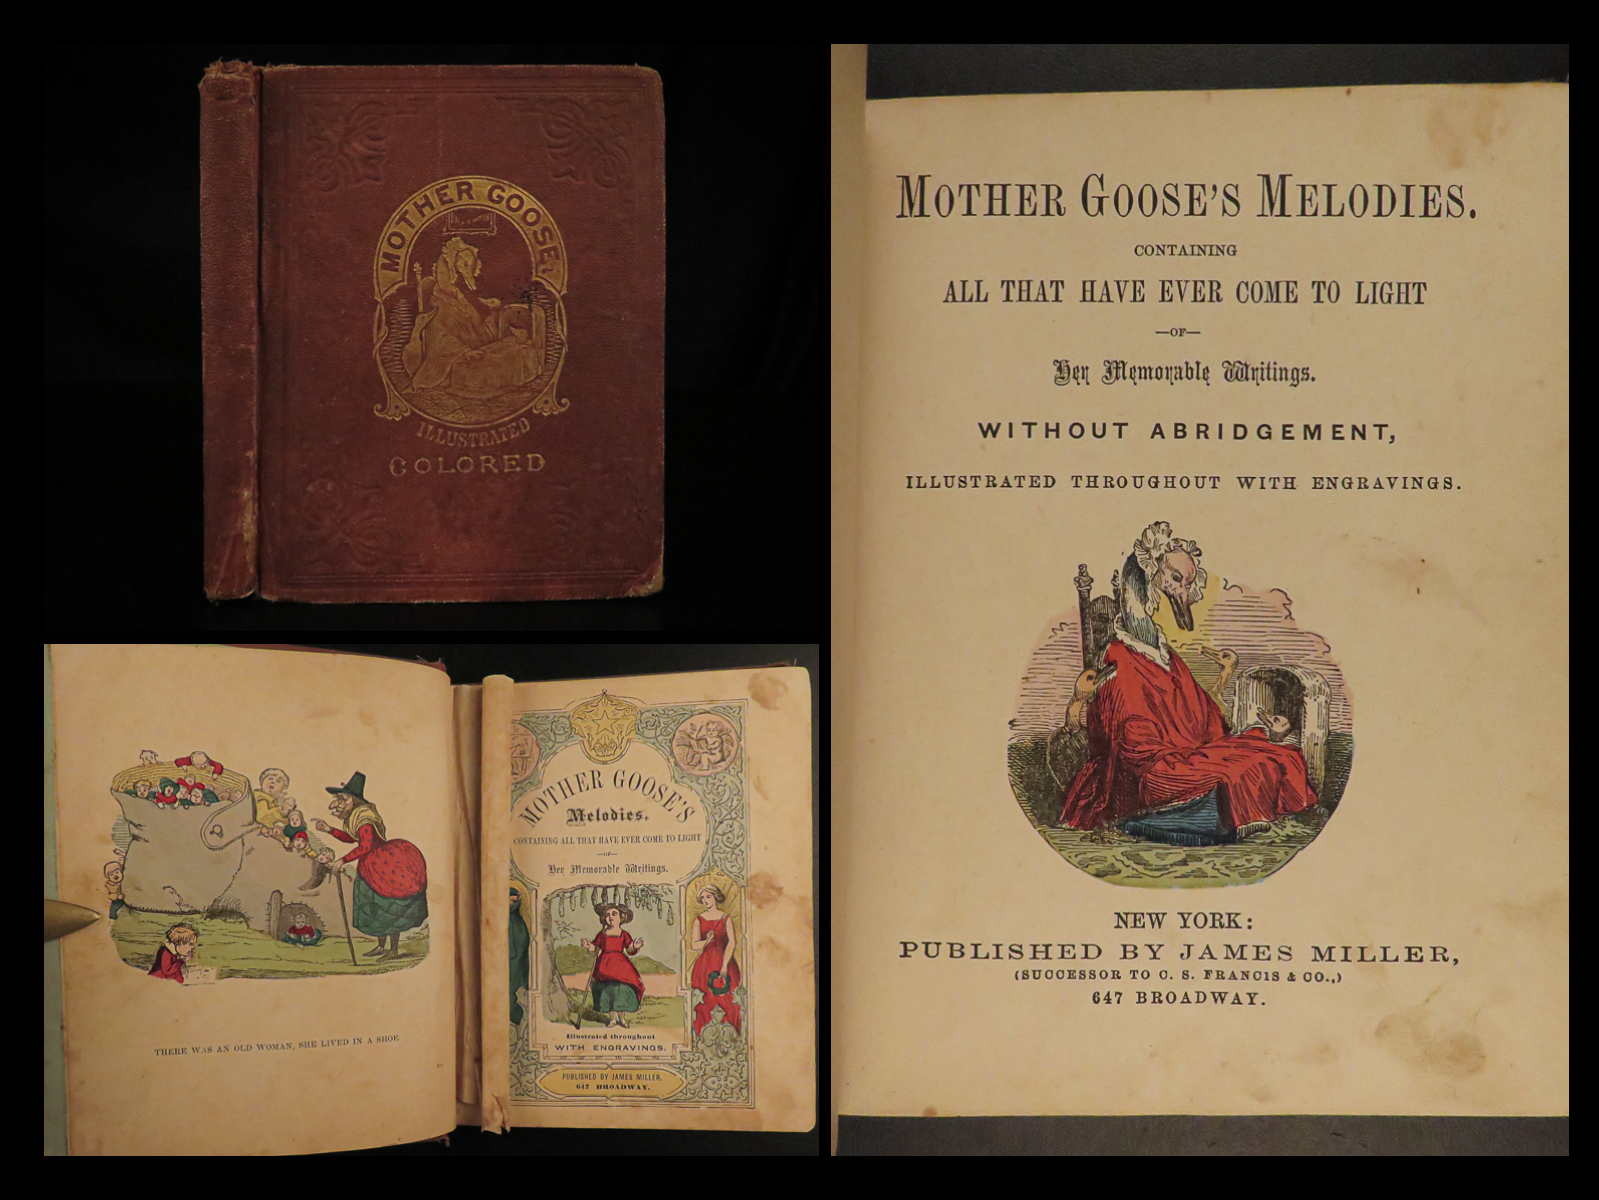 MOTHER GOOSE
ILLUSTRATED
COLORED
MOTHER GOOSE'S MELODIES.
CONTAINING
ALL THAT HAVE EVER COME TO LIGHT
—OF—
Her Memorable Writings.
WITHOUT ABRIDGEMENT,
ILLUSTRATED THROUGHOUT WITH ENGRAVINGS.
NEW YORK:
PUBLISHED BY JAMES MILLER,
(SUCCESSOR TO C. S. FRANCIS & CO.,)
647 BROADWAY.
THERE WAS AN OLD WOMAN, SHE LIVED IN A SHOE
MOTHER GOOSE'S
Melodies.
CONTAINING ALL THAT HAVE EVER COME TO LIGHT
—OF—
Her Memorable Writings.
Illustrated throughout
WITH ENGRAVINGS.
PUBLISHED BY JAMES MILLER,
647 BROADWAY.